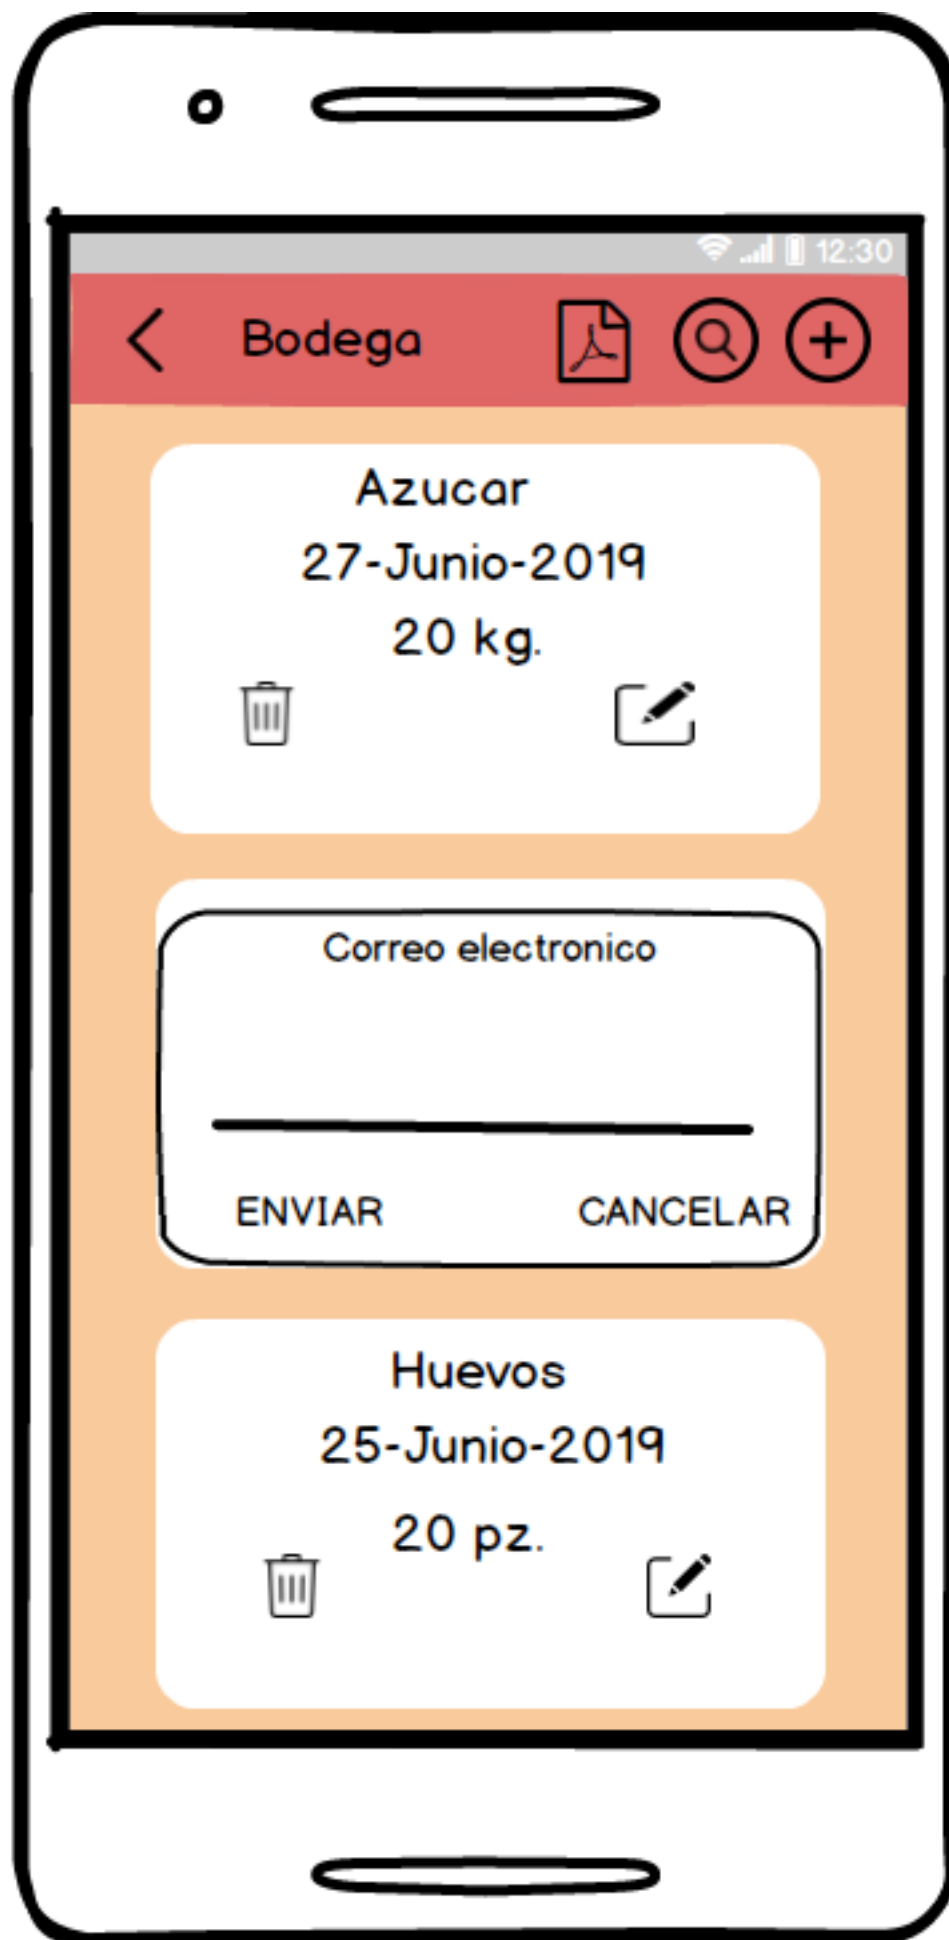 12:30
Bodega
Azucar
27-Junio-2019
20 kg.
Correo electronico
ENVIAR CANCELAR
Huevos
25-Junio-2019
20 pz.